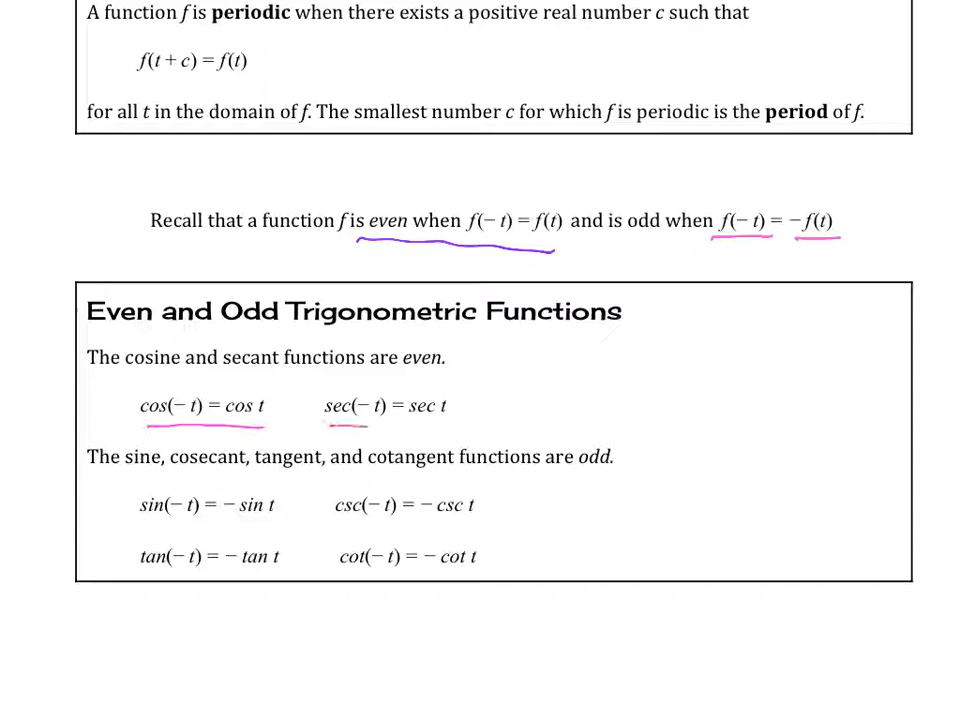 A function f is periodic when there exists a positive real number c such that
f(t + c) = f(t)
for all t in the domain of f. The smallest number c for which f is periodic is the period of f.
Recall that a function f is even when f(− t) = f(t) and is odd when f(− t) = − f(t)
Even and Odd Trigonometric Functions
The cosine and secant functions are even.
cos(− t) = cos t sec(− t) = sec t
The sine, cosecant, tangent, and cotangent functions are odd.
sin(− t) = − sin t csc(− t) = − csc t
tan(− t) = − tan t cot(− t) = − cot t